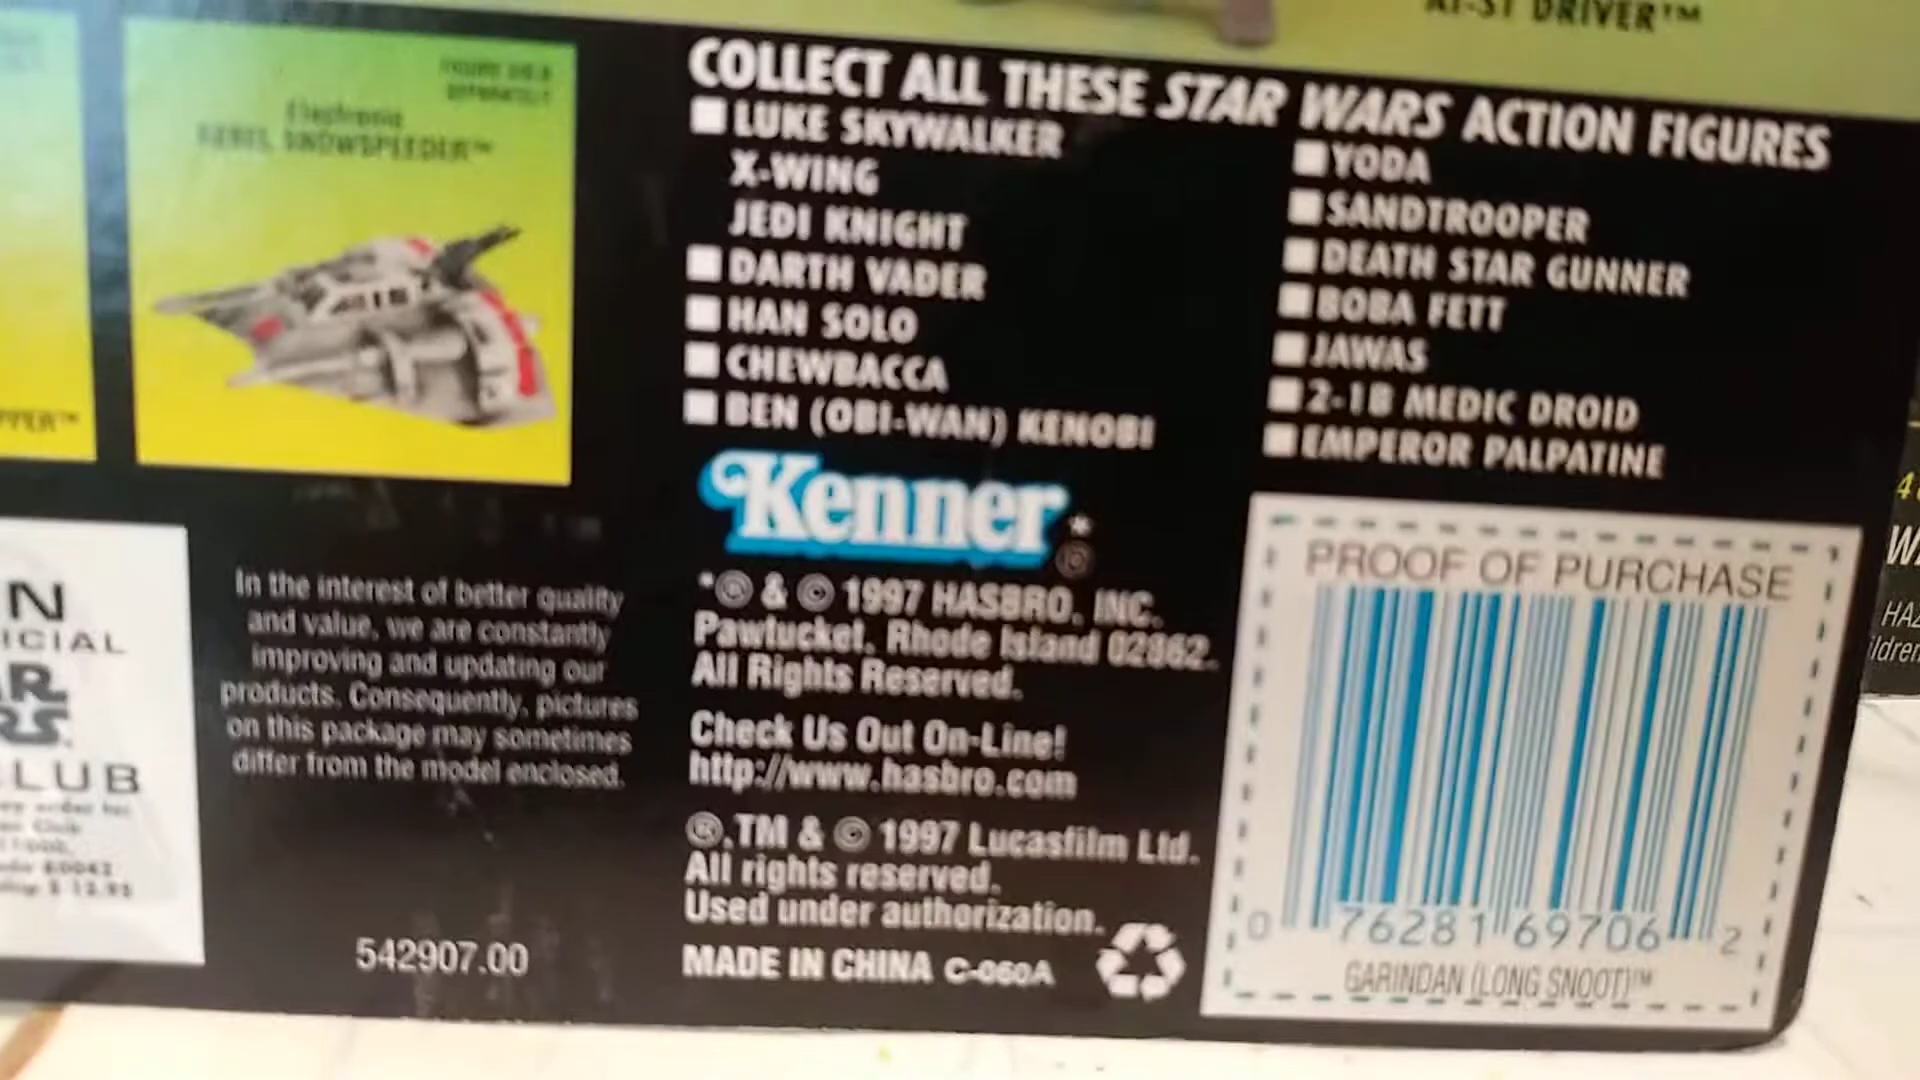 AT-ST DRIVER™
Electronic
REBEL SNOWSPEEDER™
COLLECT ALL THESE STAR WARS ACTION FIGURES
LUKE SKYWALKER
X-WING
JEDI KNIGHT
DARTH VADER
HAN SOLO
CHEWBACCA
BEN (OBI-WAN) KENOBI
YODA
SANDTROOPER
DEATH STAR GUNNER
BOBA FETT
JAWAS
2-1B MEDIC DROID
EMPEROR PALPATINE
Kenner*®
*® & © 1997 HASBRO, INC.
Pawtucket, Rhode Island 02862.
All Rights Reserved.
Check Us Out On-Line!
http://www.hasbro.com
®,TM & © 1997 Lucasfilm Ltd.
All rights reserved.
Used under authorization.
MADE IN CHINA C-060A
In the interest of better quality
and value, we are constantly
improving and updating our
products. Consequently, pictures
on this package may sometimes
differ from the model enclosed.
542907.00
PROOF OF PURCHASE
0 76281 69706 2
GARINDAN (LONG SNOOT)™